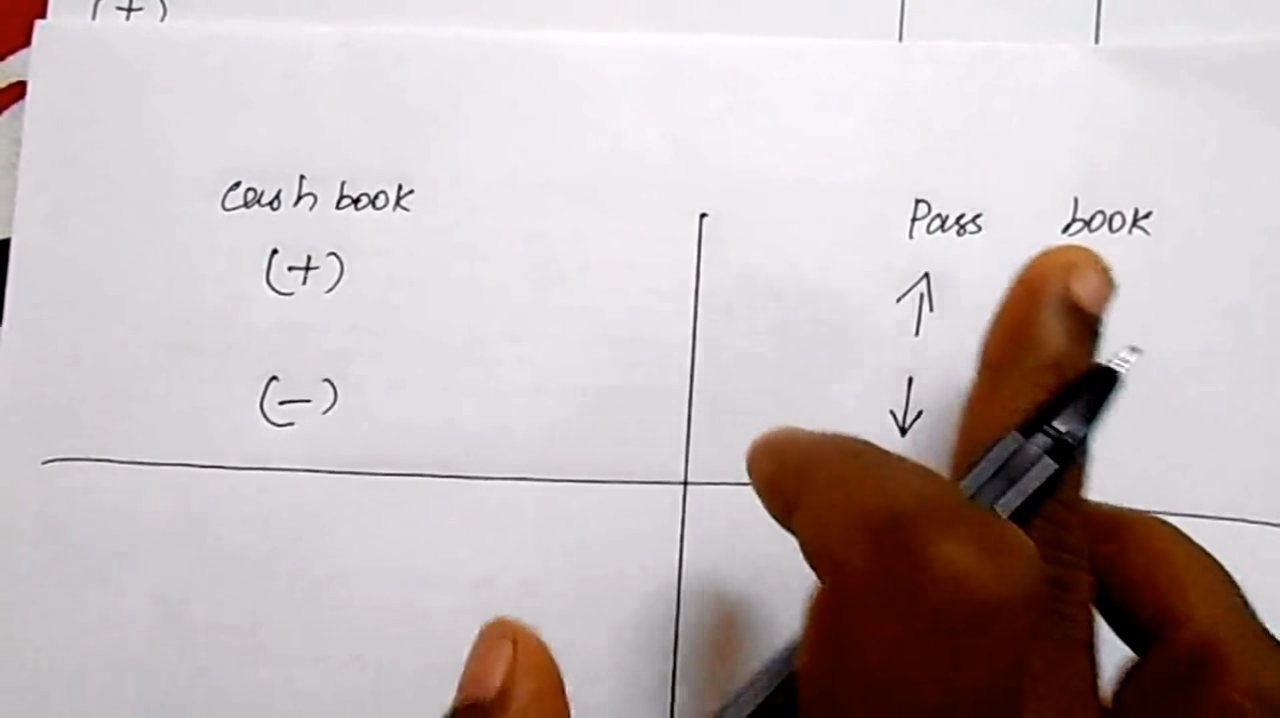 (+)
Cash book
Pass book
(+)
↑
(-)
↓